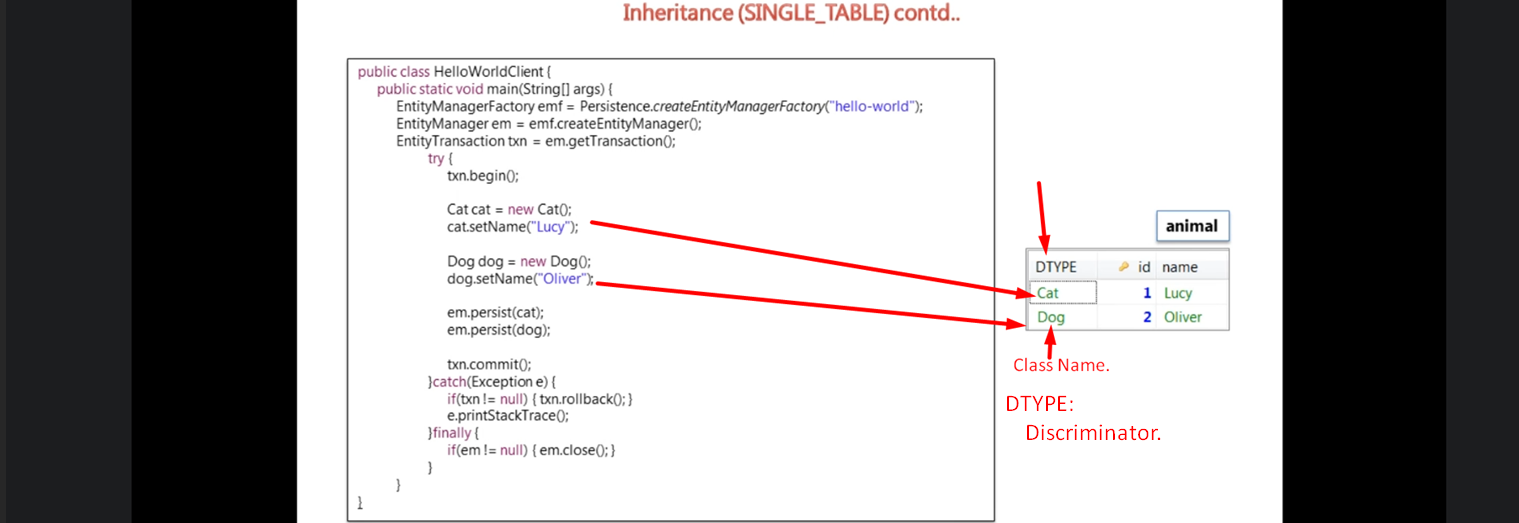 Inheritance (SINGLE_TABLE) contd..
public class HelloWorldClient {
public static void main(String[] args) {
EntityManagerFactory emf = Persistence.createEntityManagerFactory("hello-world");
EntityManager em = emf.createEntityManager();
EntityTransaction txn = em.getTransaction();
try {
txn.begin();
Cat cat = new Cat();
cat.setName("Lucy");
Dog dog = new Dog();
dog.setName("Oliver");
em.persist(cat);
em.persist(dog);
txn.commit();
}catch(Exception e) {
if(txn != null) { txn.rollback(); }
e.printStackTrace();
}finally {
if(em != null) { em.close(); }
}
}
}
animal
DTYPE id name
Cat 1 Lucy
Dog 2 Oliver
Class Name.
DTYPE:
Discriminator.